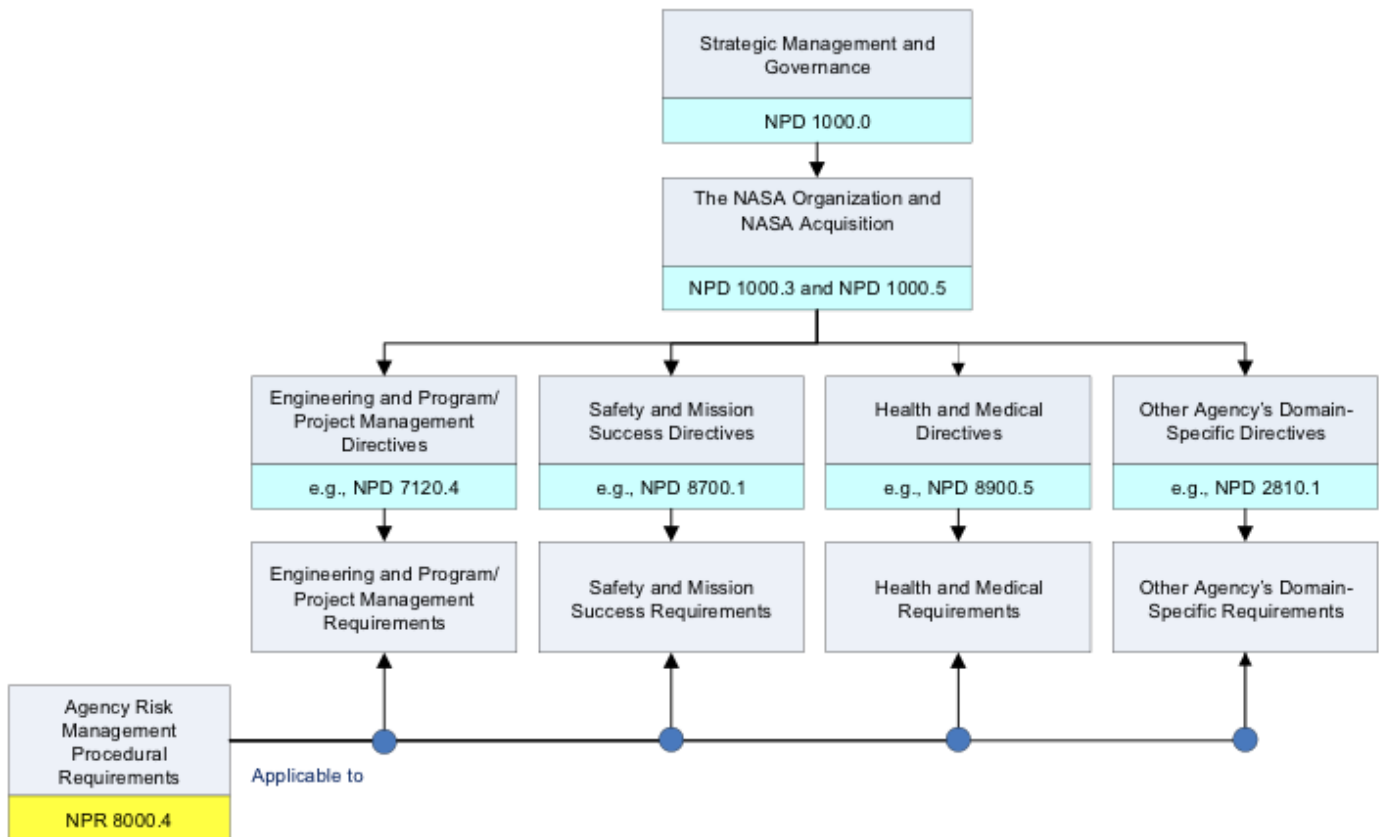 Strategic Management and
Governance
NPD 1000.0
The NASA Organization and
NASA Acquisition
NPD 1000.3 and NPD 1000.5
Engineering and Program/
Project Management
Directives
e.g., NPD 7120.4
Safety and Mission
Success Directives
e.g., NPD 8700.1
Health and Medical
Directives
e.g., NPD 8900.5
Other Agency's Domain-
Specific Directives
e.g., NPD 2810.1
Engineering and Program/
Project Management
Requirements
Safety and Mission
Success Requirements
Health and Medical
Requirements
Other Agency's Domain-
Specific Requirements
Agency Risk
Management
Procedural
Requirements
NPR 8000.4
Applicable to